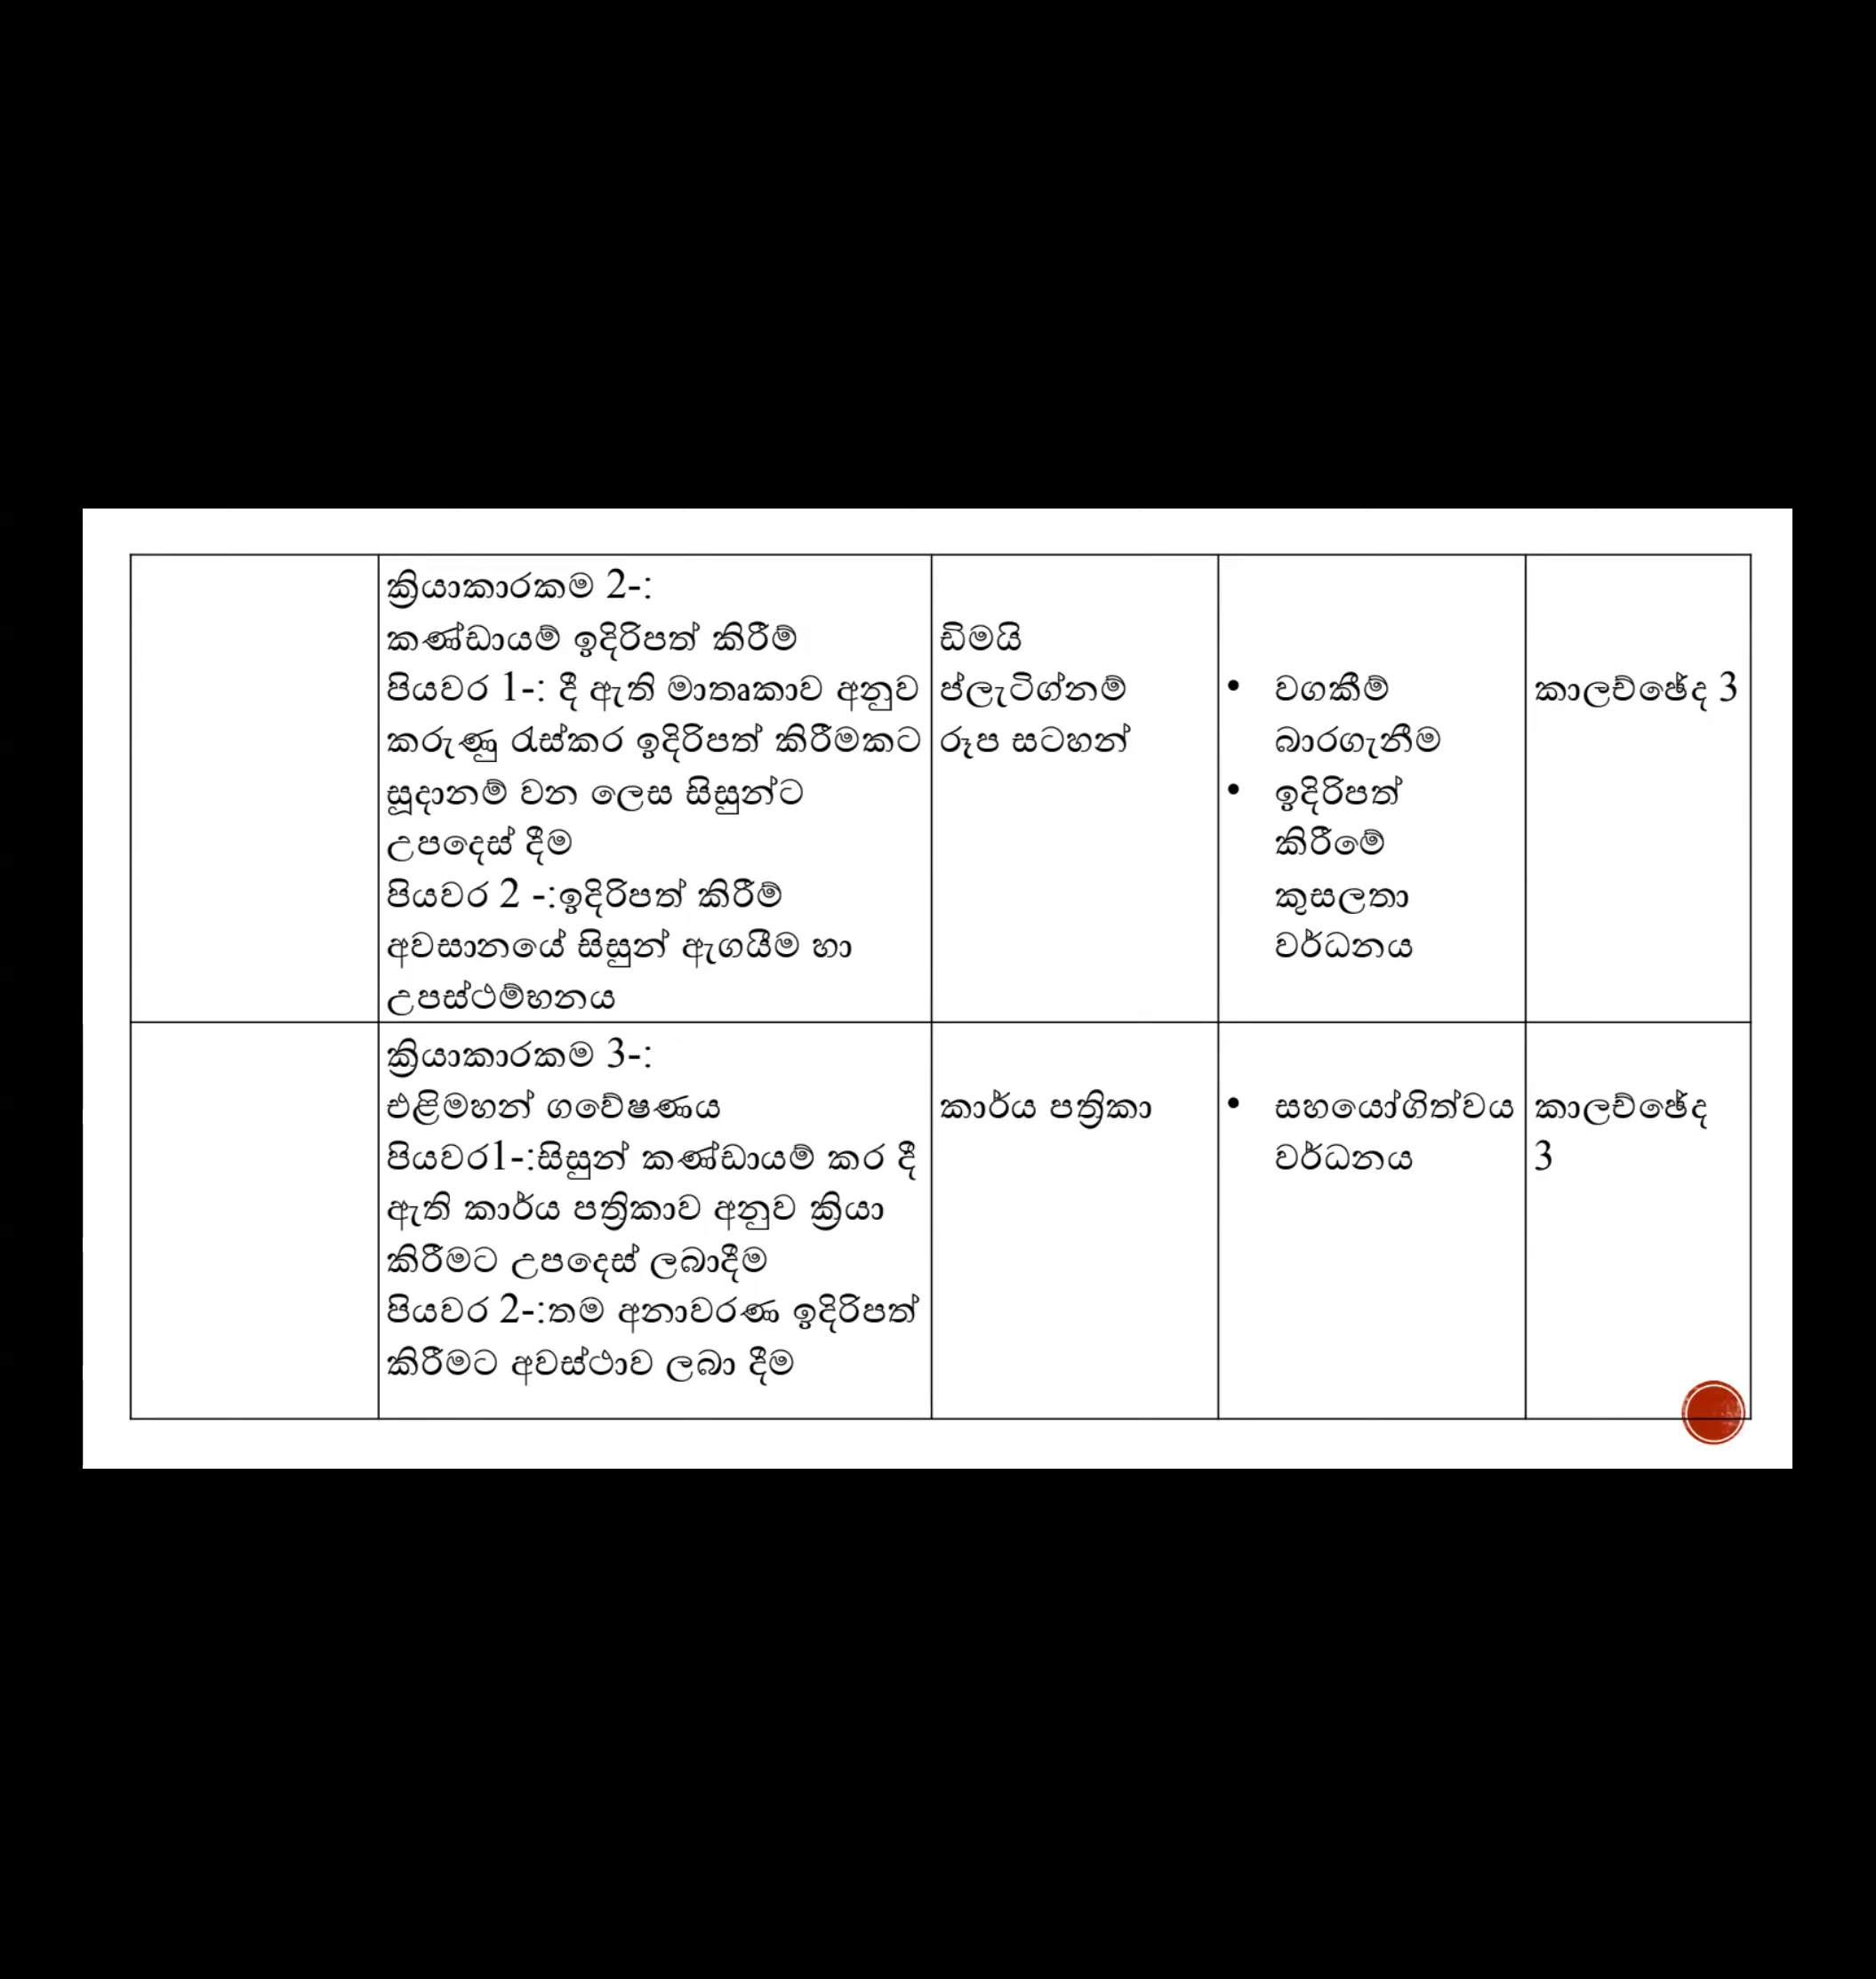 ක්‍රියාකාරකම 2-:
කණ්ඩායම් ඉදිරිපත් කිරීම්
පියවර 1-: දී ඇති මාතෘකාව අනුව
කරුණු රැස්කර ඉදිරිපත් කිරීමකට
සූදානම් වන ලෙස සිසුන්ට
උපදෙස් දීම
පියවර 2 -:ඉදිරිපත් කිරීම්
අවසානයේ සිසුන් ඇගයීම හා
උපස්ථම්භනය
ඩිමයි
ප්ලැටිග්නම්
රූප සටහන්
• වගකීම්
බාරගැනීම
• ඉදිරිපත්
කිරීමේ
කුසලතා
වර්ධනය
කාලච්ඡේද 3
ක්‍රියාකාරකම 3-:
එළිමහන් ගවේෂණය
පියවර1-:සිසුන් කණ්ඩායම් කර දී
ඇති කාර්ය පත්‍රිකාව අනුව ක්‍රියා
කිරීමට උපදෙස් ලබාදීම
පියවර 2-:තම අනාවරණ ඉදිරිපත්
කිරීමට අවස්ථාව ලබා දීම
කාර්ය පත්‍රිකා
• සහයෝගිත්වය
වර්ධනය
කාලච්ඡේද
3